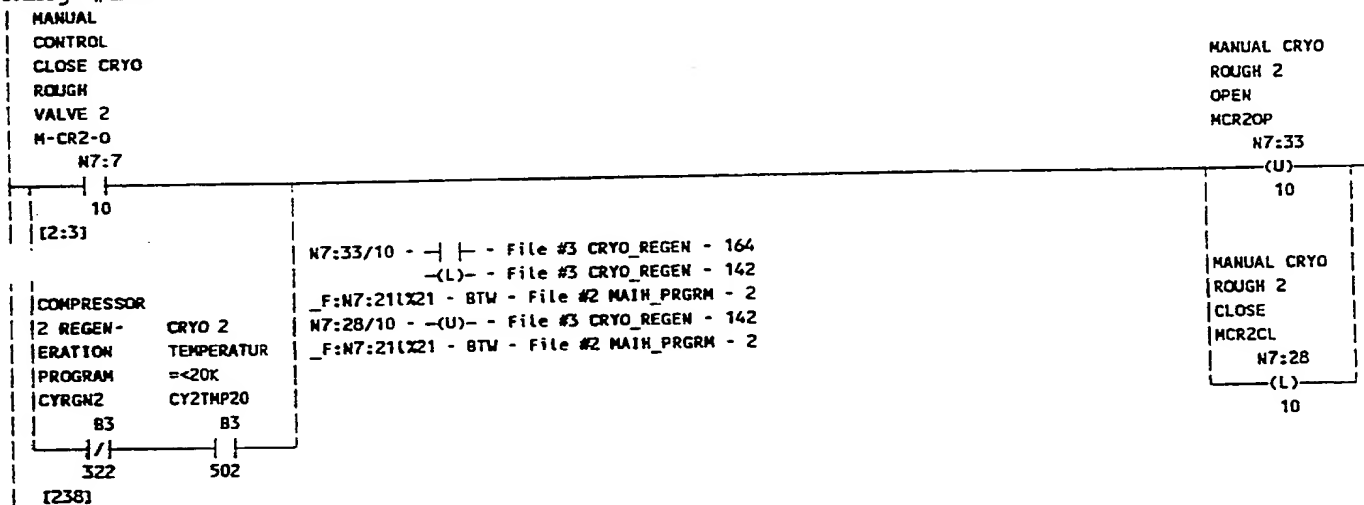 MANUAL
CONTROL
CLOSE CRYO
ROUGH
VALVE 2
M-CR2-O
N7:7
10
[2:3]
MANUAL CRYO
ROUGH 2
OPEN
MCR2OP
N7:33
(U)
10
N7:33/10 - ⊣ ⊢ - File #3 CRYO_REGEN - 164
-(L)- - File #3 CRYO_REGEN - 142
_F:N7:21[%21 - BTW - File #2 MAIN_PRGRM - 2
N7:28/10 - -(U)- - File #3 CRYO_REGEN - 142
_F:N7:21[%21 - BTW - File #2 MAIN_PRGRM - 2
COMPRESSOR
2 REGEN-
ERATION
PROGRAM
CYRGN2
B3
322
[238]
CRYO 2
TEMPERATUR
=<20K
CY2TMP20
B3
502
MANUAL CRYO
ROUGH 2
CLOSE
MCR2CL
N7:28
(L)
10